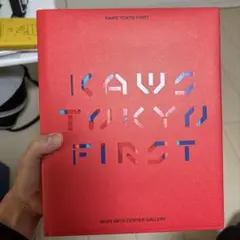 KAWS TOKYO FIRST
KAWS
TOKYO
FIRST
MORI ARTS CENTER GALLERY